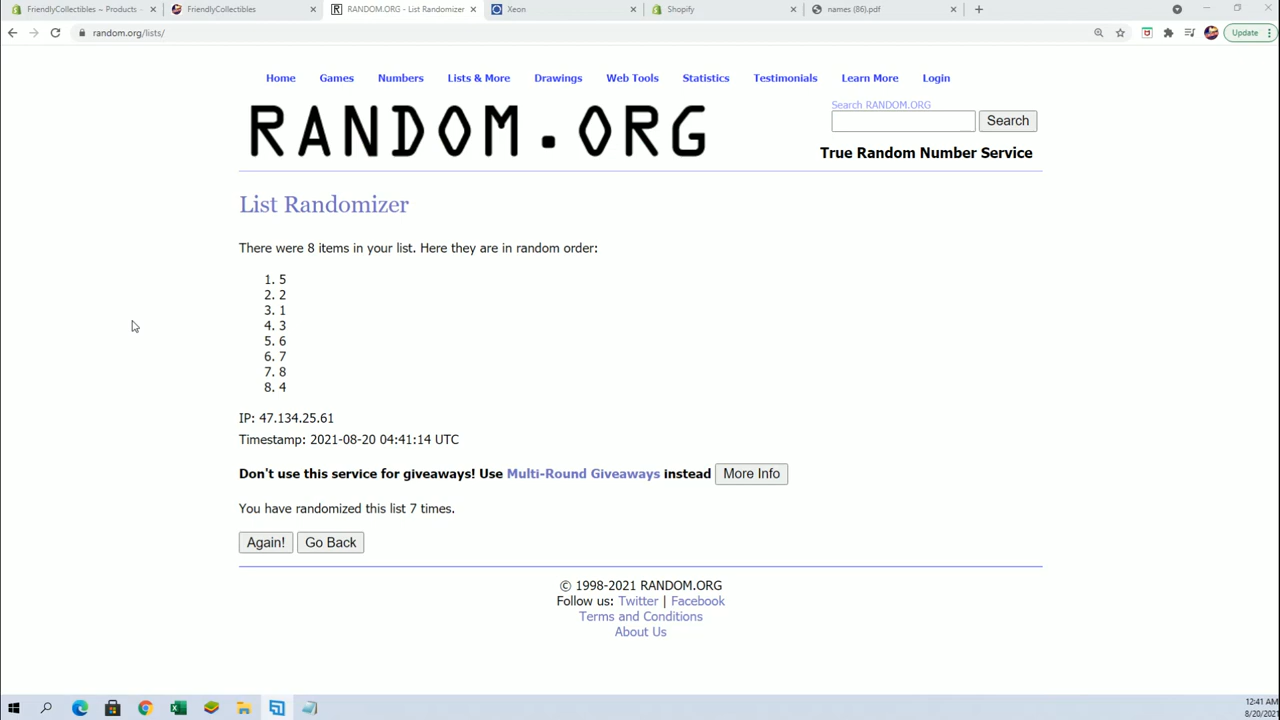 FriendlyCollectibles ~ Products
FriendlyCollectibles
RANDOM.ORG - List Randomizer
Xeon
Shopify
names (86).pdf
random.org/lists/
Update
Home Games Numbers Lists & More Drawings Web Tools Statistics Testimonials Learn More Login
RANDOM.ORG
Search RANDOM.ORG
Search
True Random Number Service
List Randomizer
There were 8 items in your list. Here they are in random order:
1. 5
2. 2
3. 1
4. 3
5. 6
6. 7
7. 8
8. 4
IP: 47.134.25.61
Timestamp: 2021-08-20 04:41:14 UTC
Don't use this service for giveaways! Use Multi-Round Giveaways instead More Info
You have randomized this list 7 times.
Again! Go Back
© 1998-2021 RANDOM.ORG
Follow us: Twitter | Facebook
Terms and Conditions
About Us
12:41 AM
8/20/2021